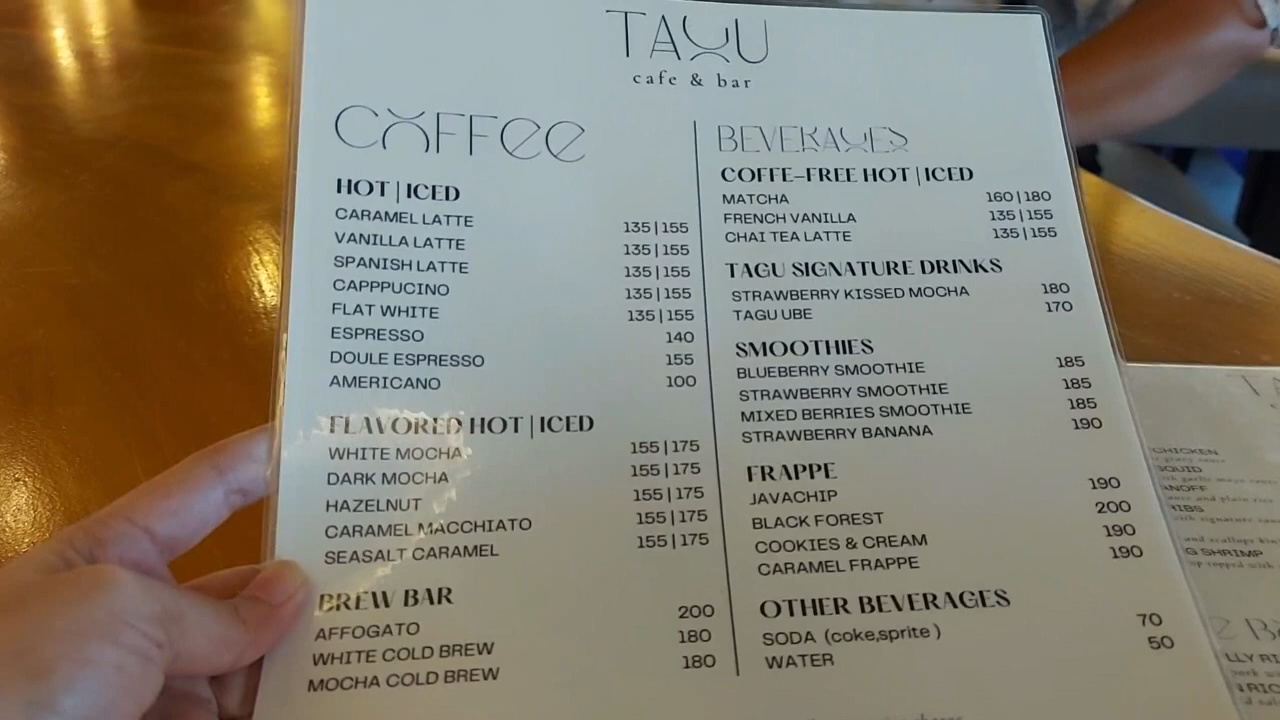 TAGU
cafe & bar
COFFee
HOT | ICED
CARAMEL LATTE 135 | 155
VANILLA LATTE 135 | 155
SPANISH LATTE 135 | 155
CAPPPUCINO 135 | 155
FLAT WHITE 135 | 155
ESPRESSO 140
DOULE ESPRESSO 155
AMERICANO 100
FLAVORED HOT | ICED
WHITE MOCHA 155 | 175
DARK MOCHA 155 | 175
HAZELNUT 155 | 175
CARAMEL MACCHIATO 155 | 175
SEASALT CARAMEL 155 | 175
BREW BAR
AFFOGATO 200
WHITE COLD BREW 180
MOCHA COLD BREW 180
BEVERAGES
COFFE-FREE HOT | ICED
MATCHA 160 | 180
FRENCH VANILLA 135 | 155
CHAI TEA LATTE 135 | 155
TAGU SIGNATURE DRINKS
STRAWBERRY KISSED MOCHA 180
TAGU UBE 170
SMOOTHIES
BLUEBERRY SMOOTHIE 185
STRAWBERRY SMOOTHIE 185
MIXED BERRIES SMOOTHIE 185
STRAWBERRY BANANA 190
FRAPPE
JAVACHIP 190
BLACK FOREST 200
COOKIES & CREAM 190
CARAMEL FRAPPE 190
OTHER BEVERAGES
SODA (coke,sprite) 70
WATER 50
CHICKEN
SQUID
G SHRIMP